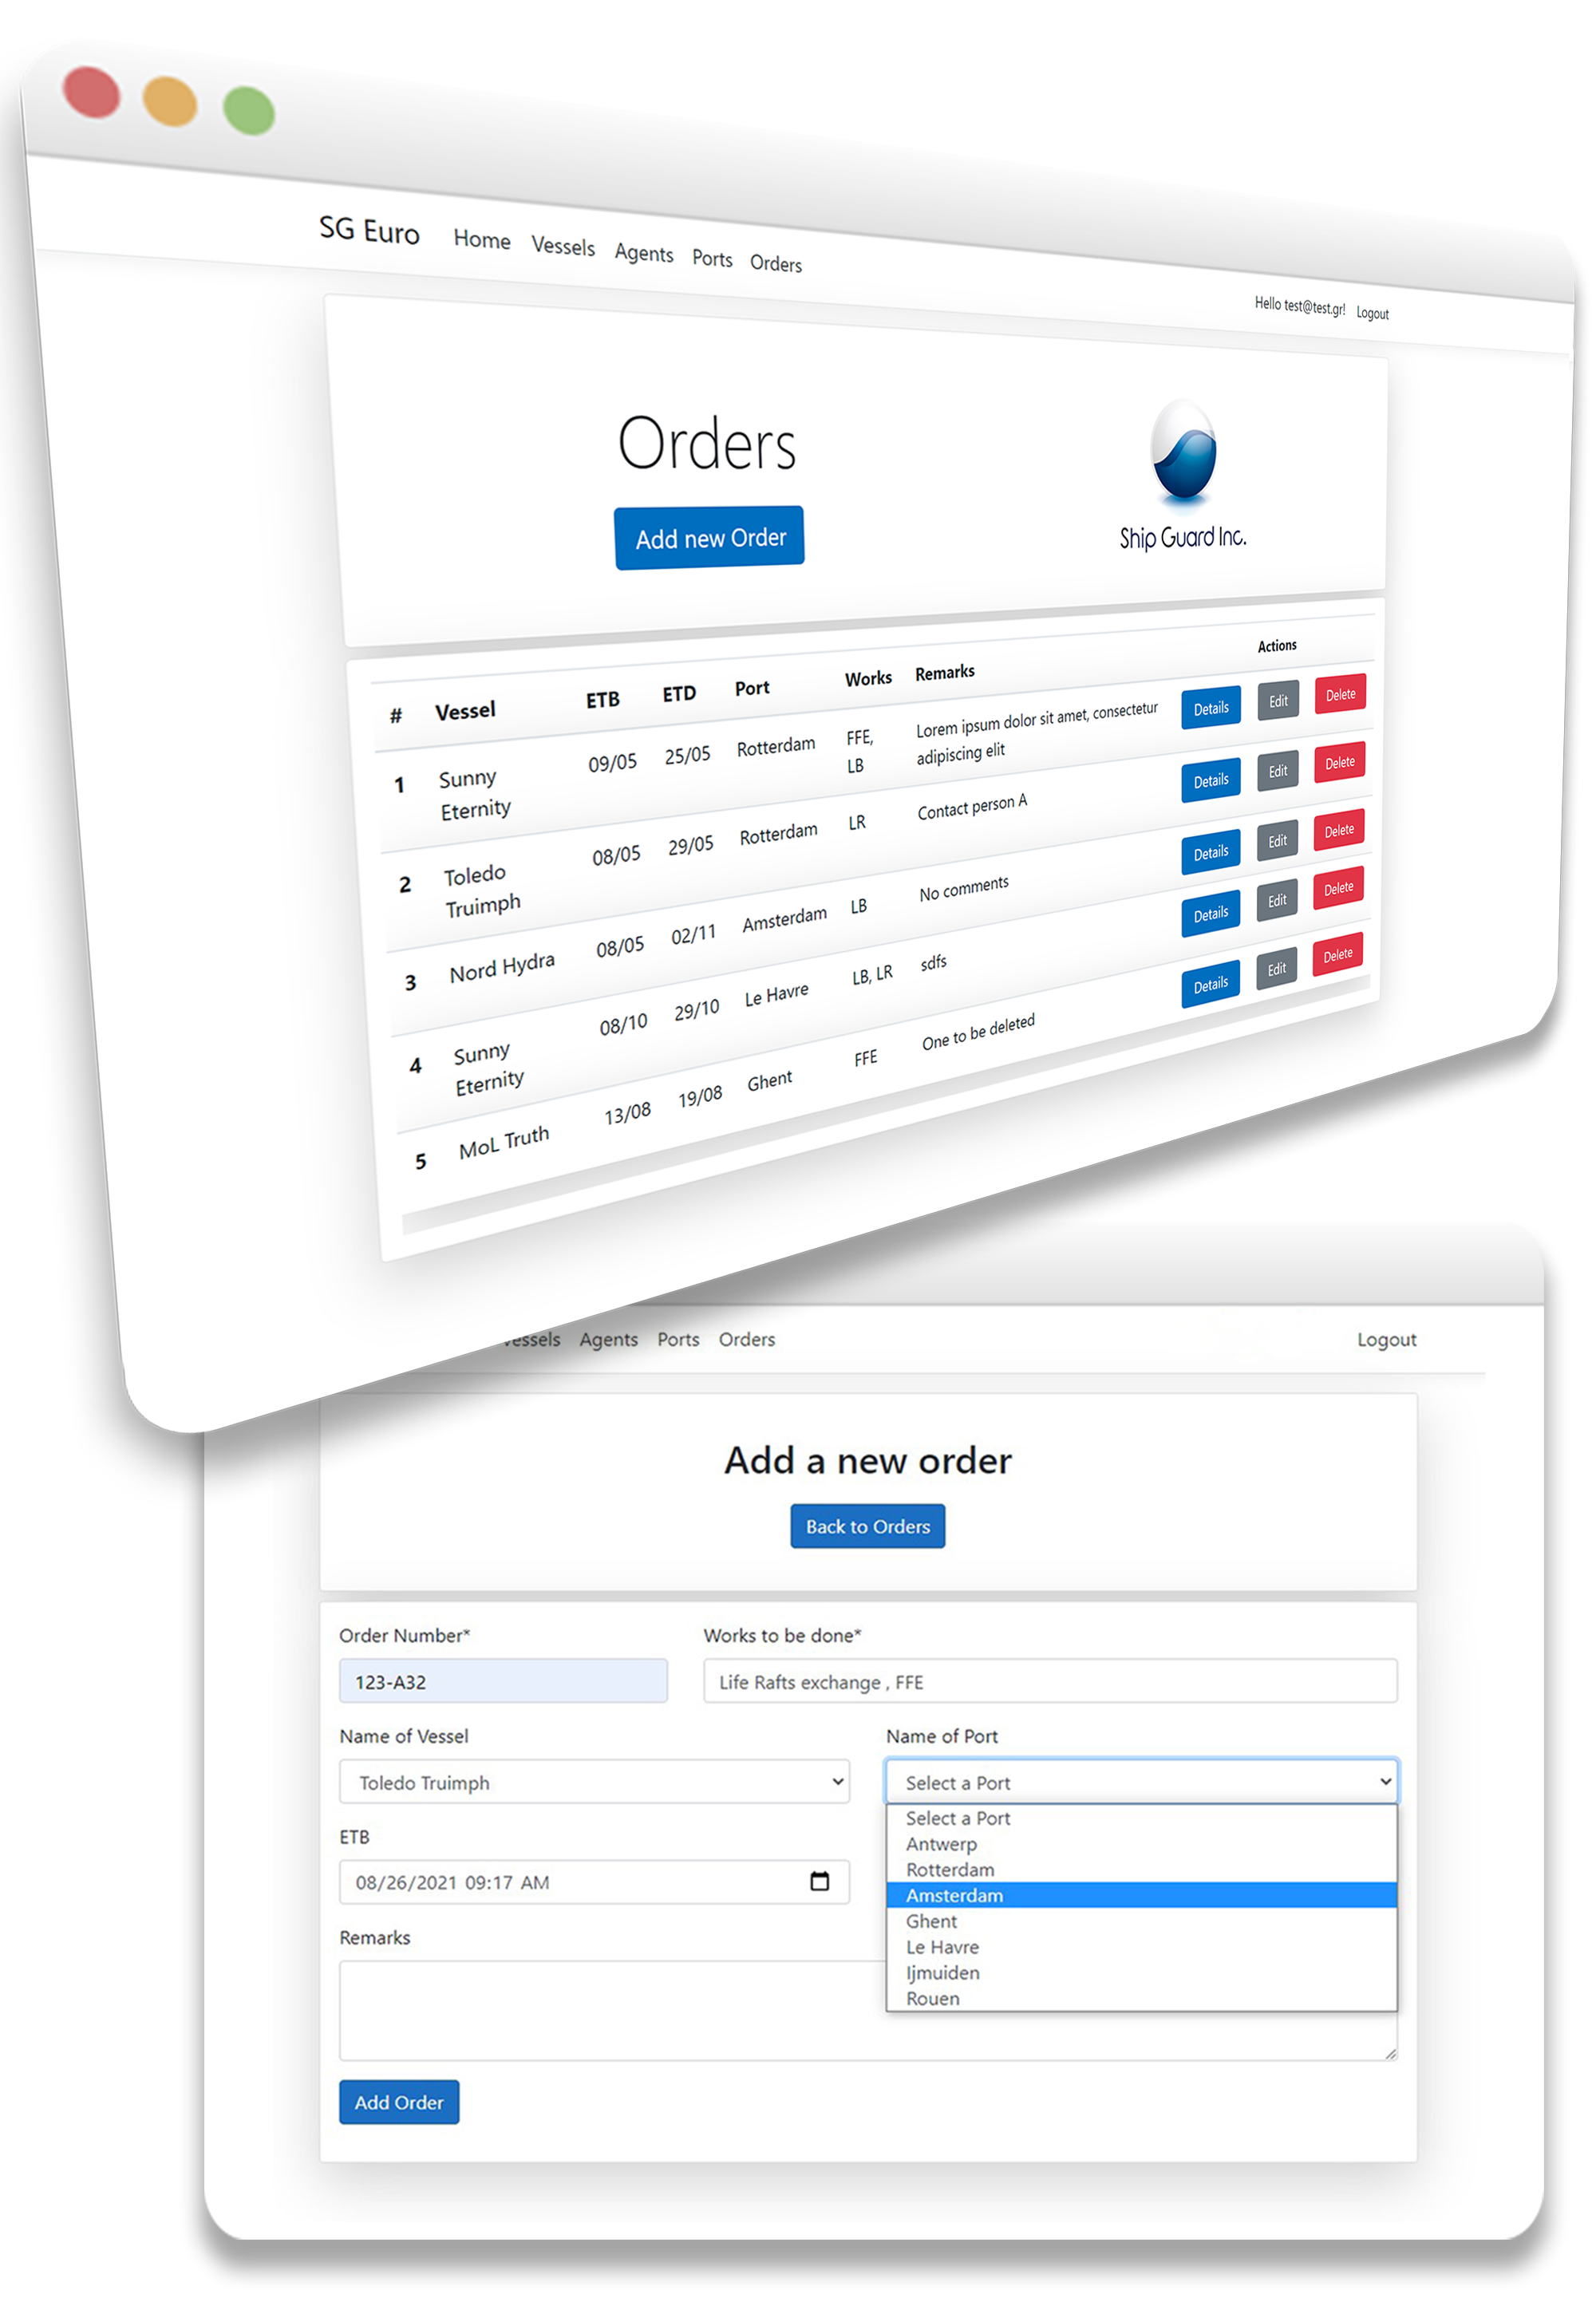 SG Euro Home Vessels Agents Ports Orders
Hello test@test.gr! Logout
Orders
Add new Order
Ship Guard Inc.
# Vessel ETB ETD Port Works Remarks Actions
1 Sunny Eternity 09/05 25/05 Rotterdam FFE, LB Lorem ipsum dolor sit amet, consectetur adipiscing elit Details Edit Delete
2 Toledo Truimph 08/05 29/05 Rotterdam LR Contact person A Details Edit Delete
3 Nord Hydra 08/05 02/11 Amsterdam LB No comments Details Edit Delete
4 Sunny Eternity 08/10 29/10 Le Havre LB, LR sdfs Details Edit Delete
5 MoL Truth 13/08 19/08 Ghent FFE One to be deleted Details Edit Delete
Vessels Agents Ports Orders Logout
Add a new order
Back to Orders
Order Number* Works to be done*
123-A32 Life Rafts exchange , FFE
Name of Vessel Name of Port
Toledo Truimph Select a Port
Select a Port
Antwerp
Rotterdam
Amsterdam
Ghent
Le Havre
Ijmuiden
Rouen
ETB
08/26/2021 09:17 AM
Remarks
Add Order